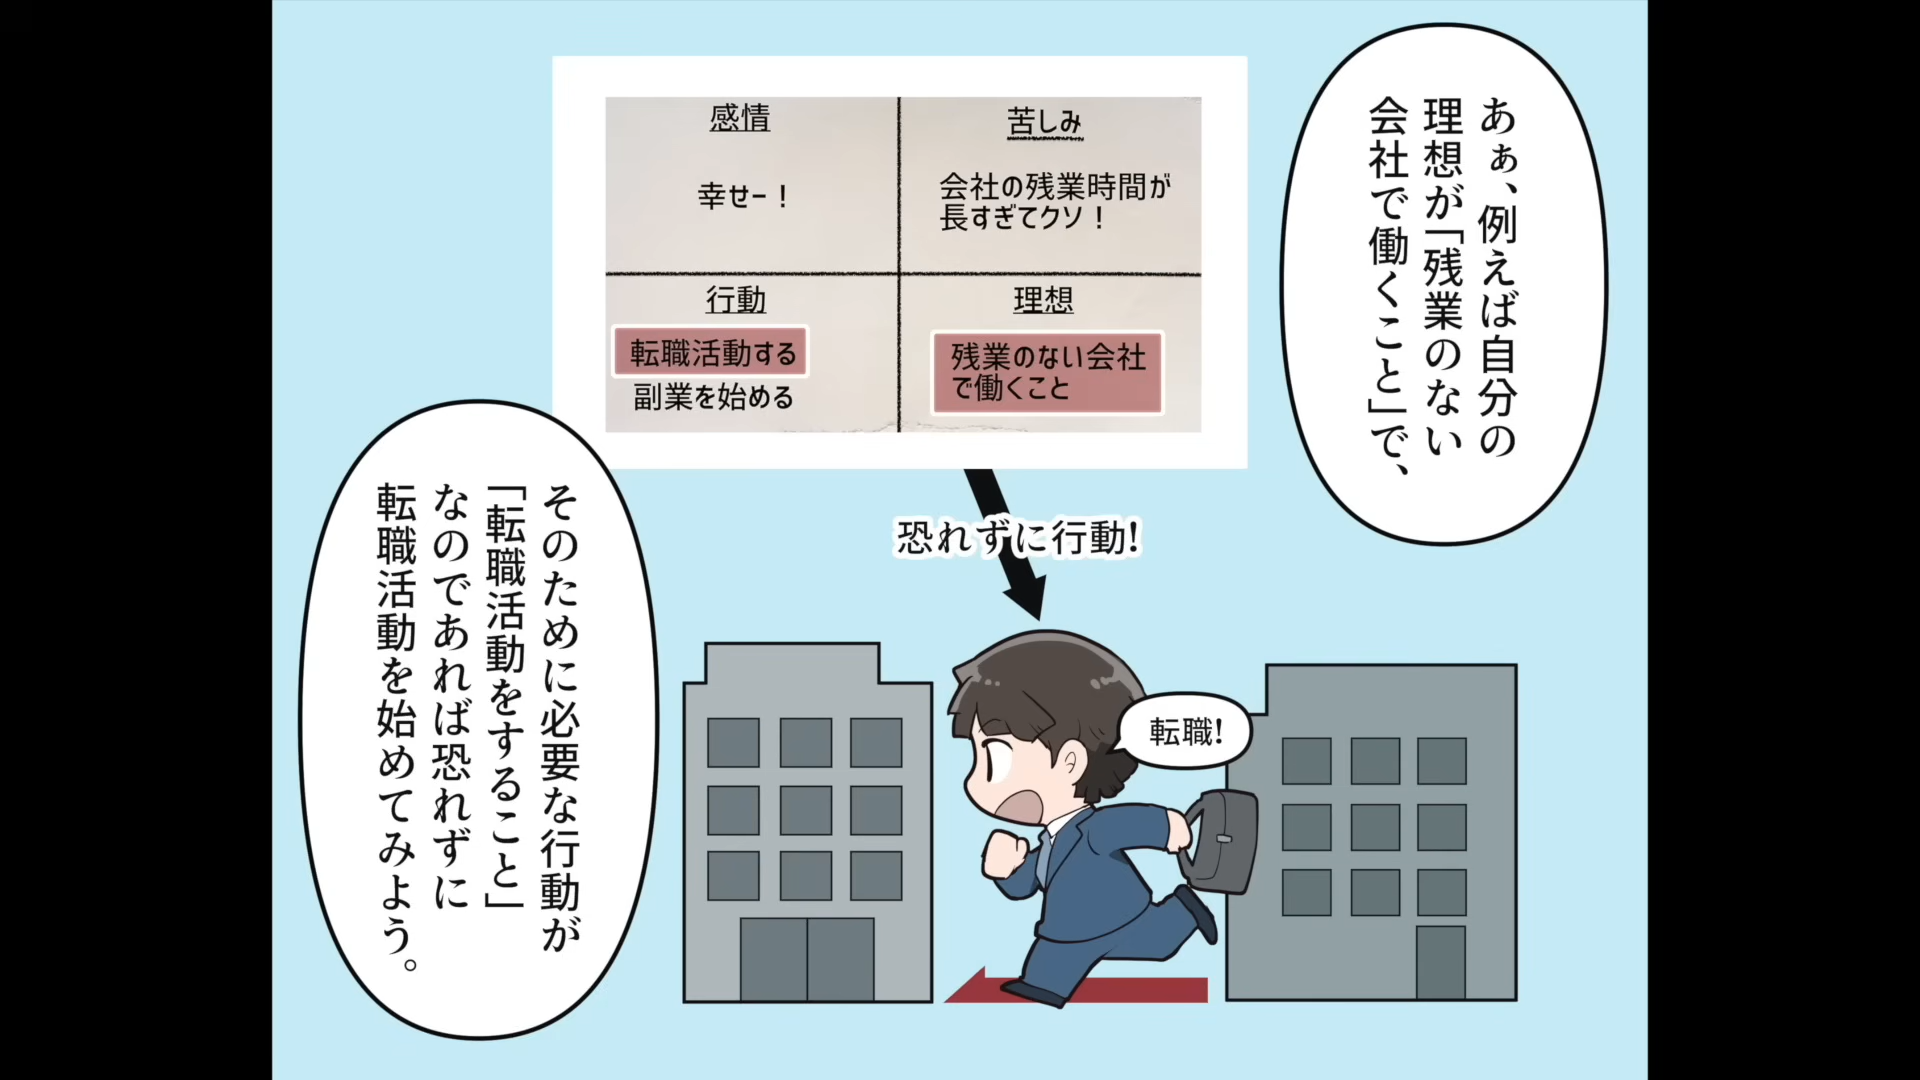 あぁ、例えば自分の
理想が「残業のない
会社で働くこと」で、
感情
幸せー！
苦しみ
会社の残業時間が
長すぎてクソ！
行動
転職活動する
副業を始める
理想
残業のない会社
で働くこと
恐れずに行動!
転職!
そのために必要な行動が
「転職活動をすること」
なのであれば恐れずに
転職活動を始めてみよう。